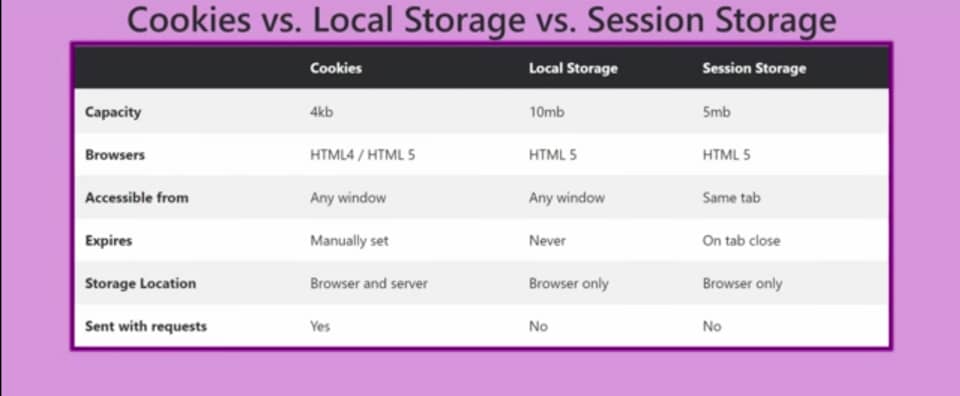 Cookies vs. Local Storage vs. Session Storage
Cookies Local Storage Session Storage
Capacity 4kb 10mb 5mb
Browsers HTML4 / HTML 5 HTML 5 HTML 5
Accessible from Any window Any window Same tab
Expires Manually set Never On tab close
Storage Location Browser and server Browser only Browser only
Sent with requests Yes No No